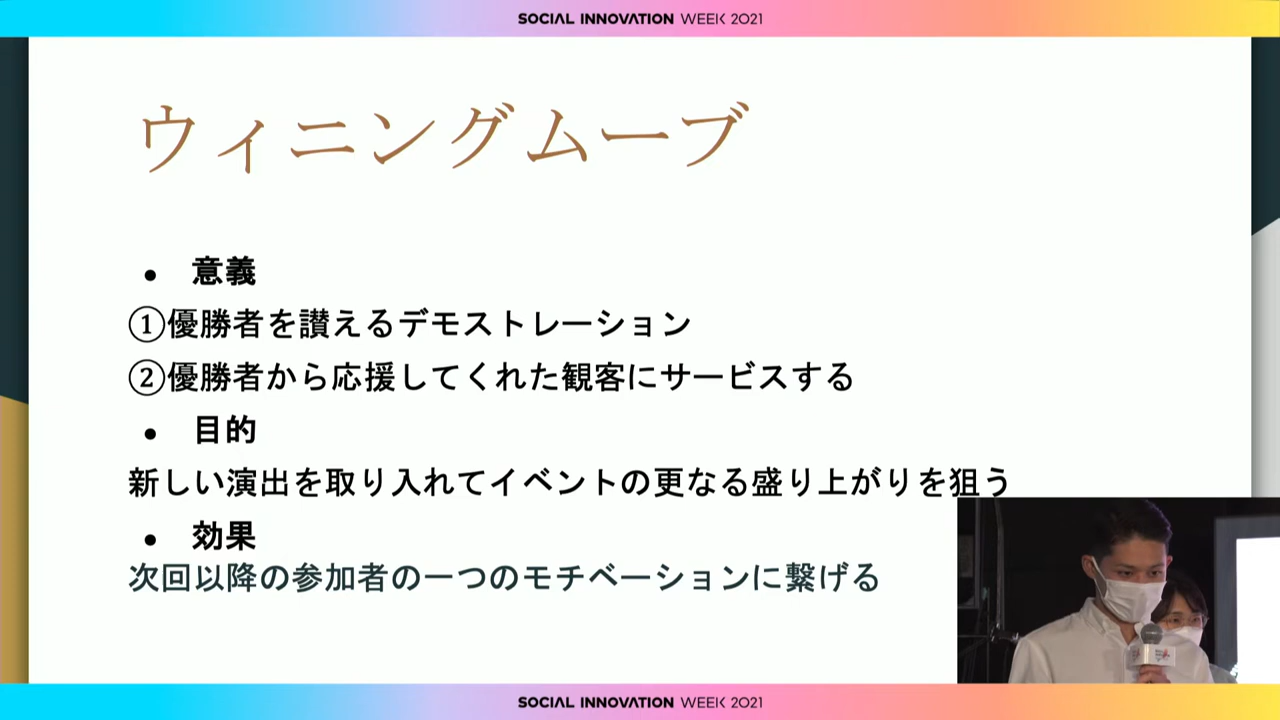 SOCIAL INNOVATION WEEK 2021
ウィニングムーブ
● 意義
①優勝者を讃えるデモストレーション
②優勝者から応援してくれた観客にサービスする
● 目的
新しい演出を取り入れてイベントの更なる盛り上がりを狙う
● 効果
次回以降の参加者の一つのモチベーションに繋げる
SOCIAL INNOVATION WEEK 2021